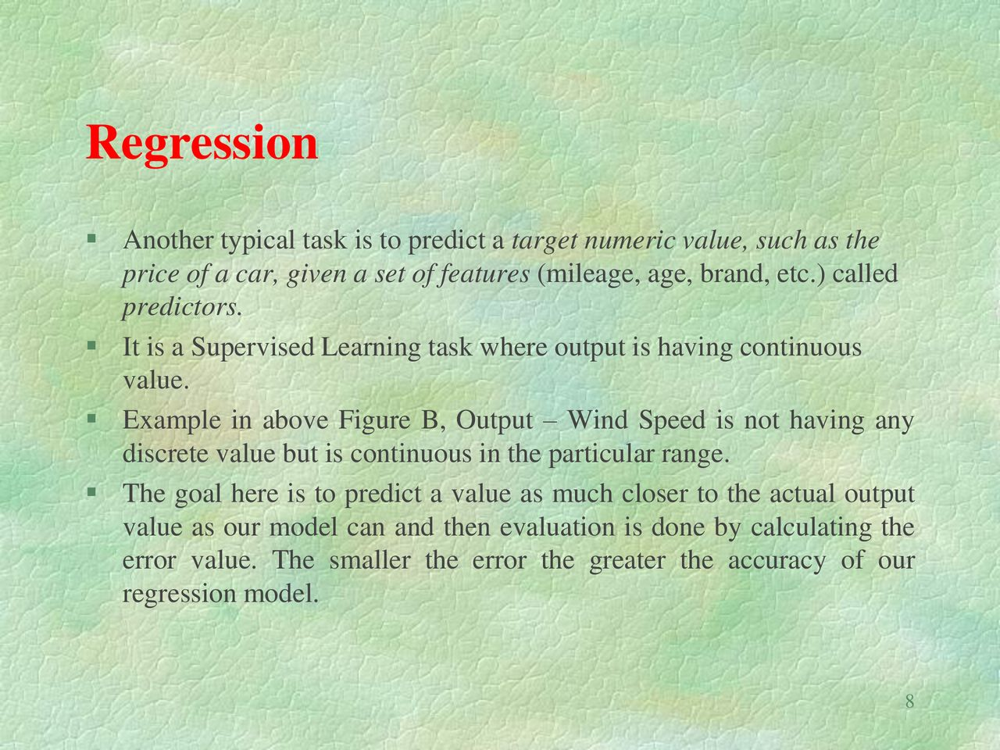 Regression
▪ Another typical task is to predict a target numeric value, such as the
price of a car, given a set of features (mileage, age, brand, etc.) called
predictors.
▪ It is a Supervised Learning task where output is having continuous
value.
▪ Example in above Figure B, Output – Wind Speed is not having any
discrete value but is continuous in the particular range.
▪ The goal here is to predict a value as much closer to the actual output
value as our model can and then evaluation is done by calculating the
error value. The smaller the error the greater the accuracy of our
regression model.
8